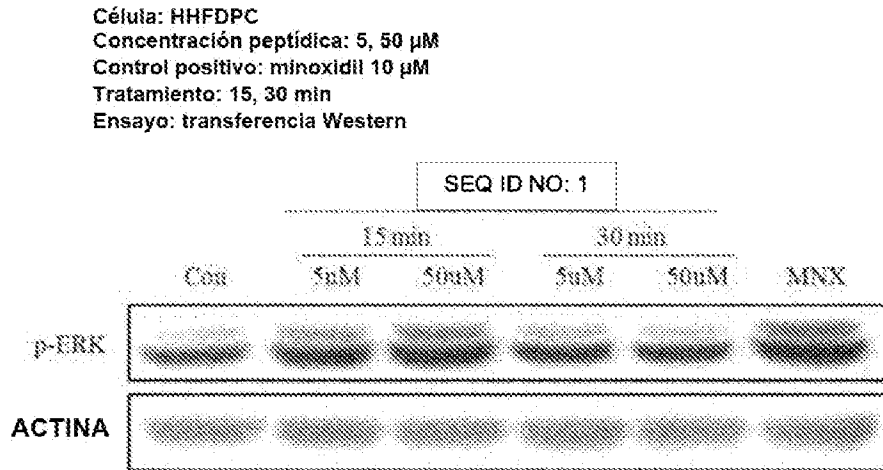 Célula: HHFDPC
Concentración peptídica: 5, 50 µM
Control positivo: minoxidil 10 µM
Tratamiento: 15, 30 min
Ensayo: transferencia Western
SEQ ID NO: 1
15 min 30 min
Con 5uM 50uM 5uM 50uM MNX
p-ERK
ACTINA